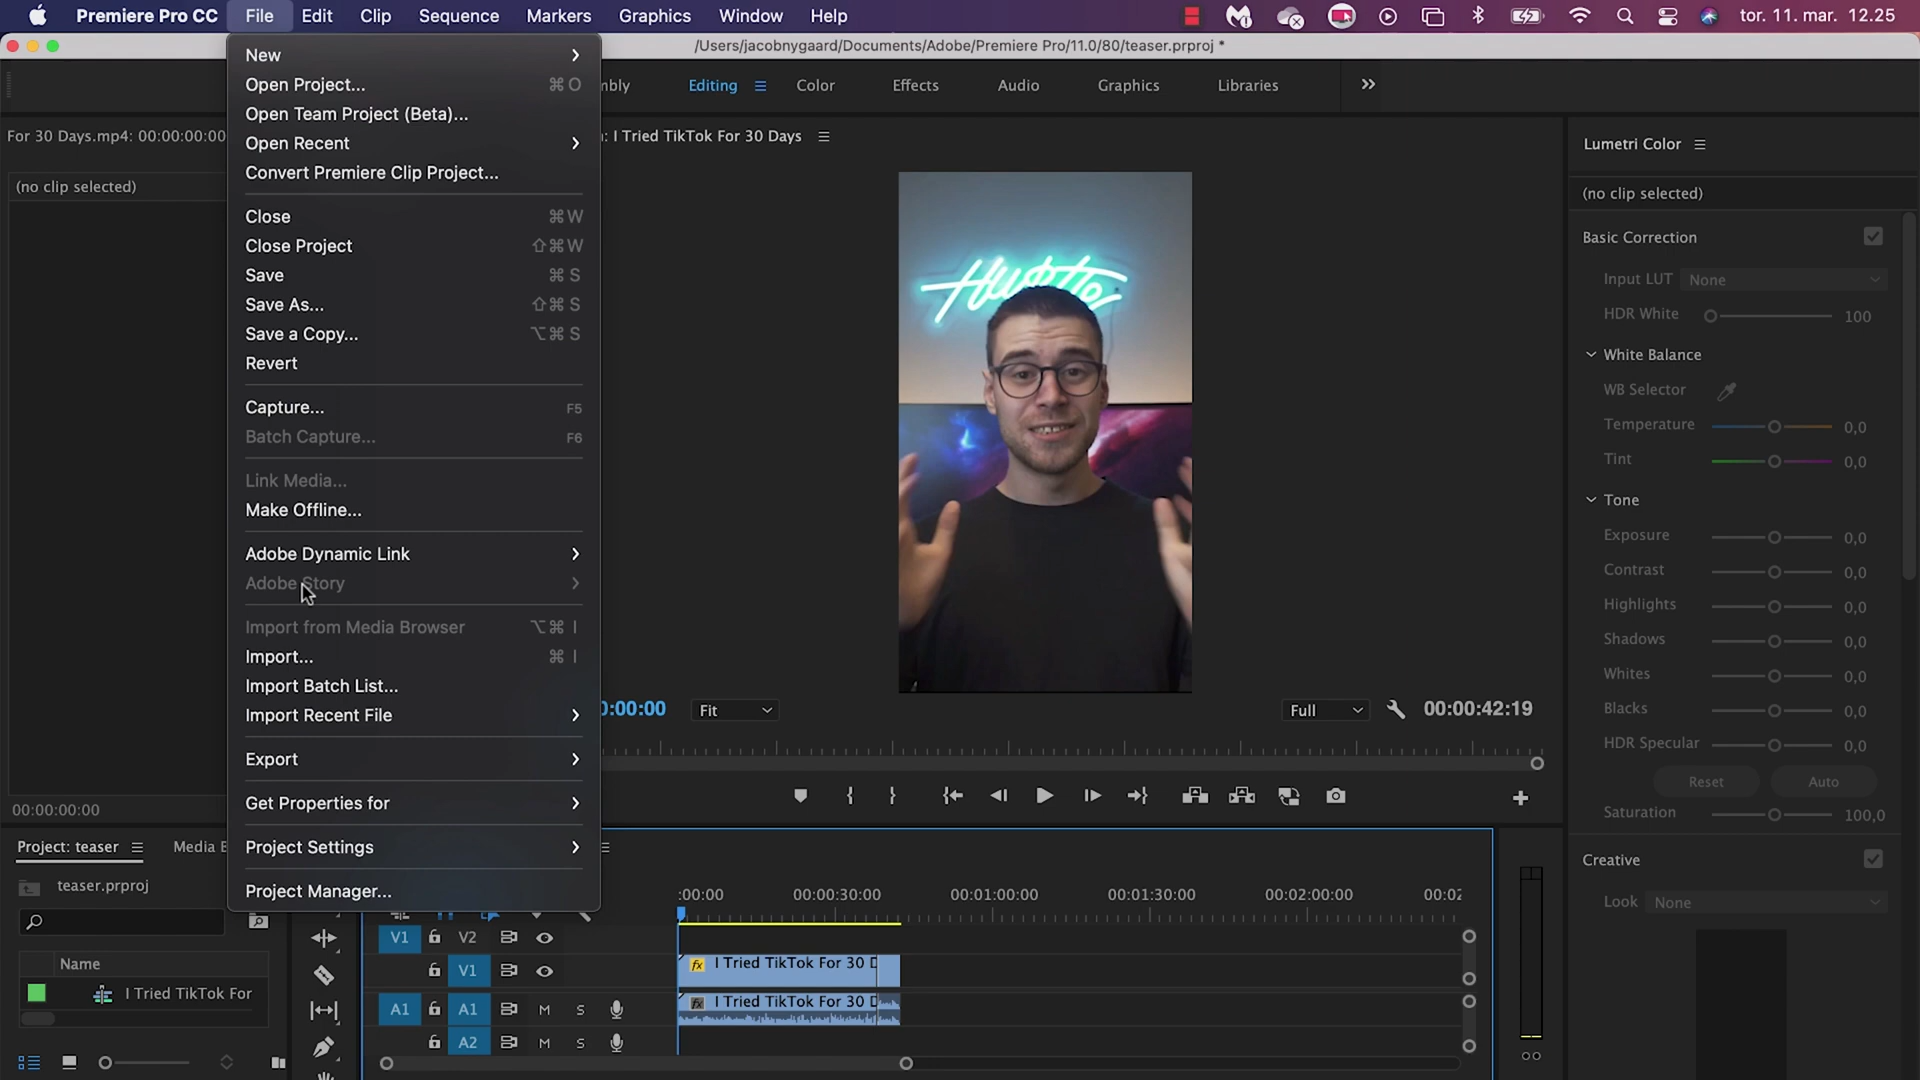 Premiere Pro CC File Edit Clip Sequence Markers Graphics Window Help tor. 11. mar. 12.25
/Users/jacobnygaard/Documents/Adobe/Premiere Pro/11.0/80/teaser.prproj *
New
Open Project... ⌘ O
Open Team Project (Beta)...
Open Recent
Convert Premiere Clip Project...
Close ⌘ W
Close Project ⇧⌘ W
Save ⌘ S
Save As... ⇧⌘ S
Save a Copy... ⌥⌘ S
Revert
Capture... F5
Batch Capture... F6
Link Media...
Make Offline...
Adobe Dynamic Link
Adobe Story
Import from Media Browser ⌥⌘ I
Import... ⌘ I
Import Batch List...
Import Recent File
Export
Get Properties for
Project Settings
Project Manager...
mbly Editing Color Effects Audio Graphics Libraries
For 30 Days.mp4: 00:00:00:00
: I Tried TikTok For 30 Days
(no clip selected)
Hustle
0:00:00 Fit Full 00:00:42:19
00:00:00:00
Lumetri Color
(no clip selected)
Basic Correction
Input LUT None
HDR White 100
White Balance
WB Selector
Temperature 0,0
Tint 0,0
Tone
Exposure 0,0
Contrast 0,0
Highlights 0,0
Shadows 0,0
Whites 0,0
Blacks 0,0
HDR Specular 0,0
Reset Auto
Saturation 100,0
Creative
Look None
Project: teaser Media B
teaser.prproj
Name
I Tried TikTok For
:00:00 00:00:30:00 00:01:00:00 00:01:30:00 00:02:00:00 00:02
V1 V2
V1 fx I Tried TikTok For 30 D
A1 A1 M S fx I Tried TikTok For 30 D
A2 M S